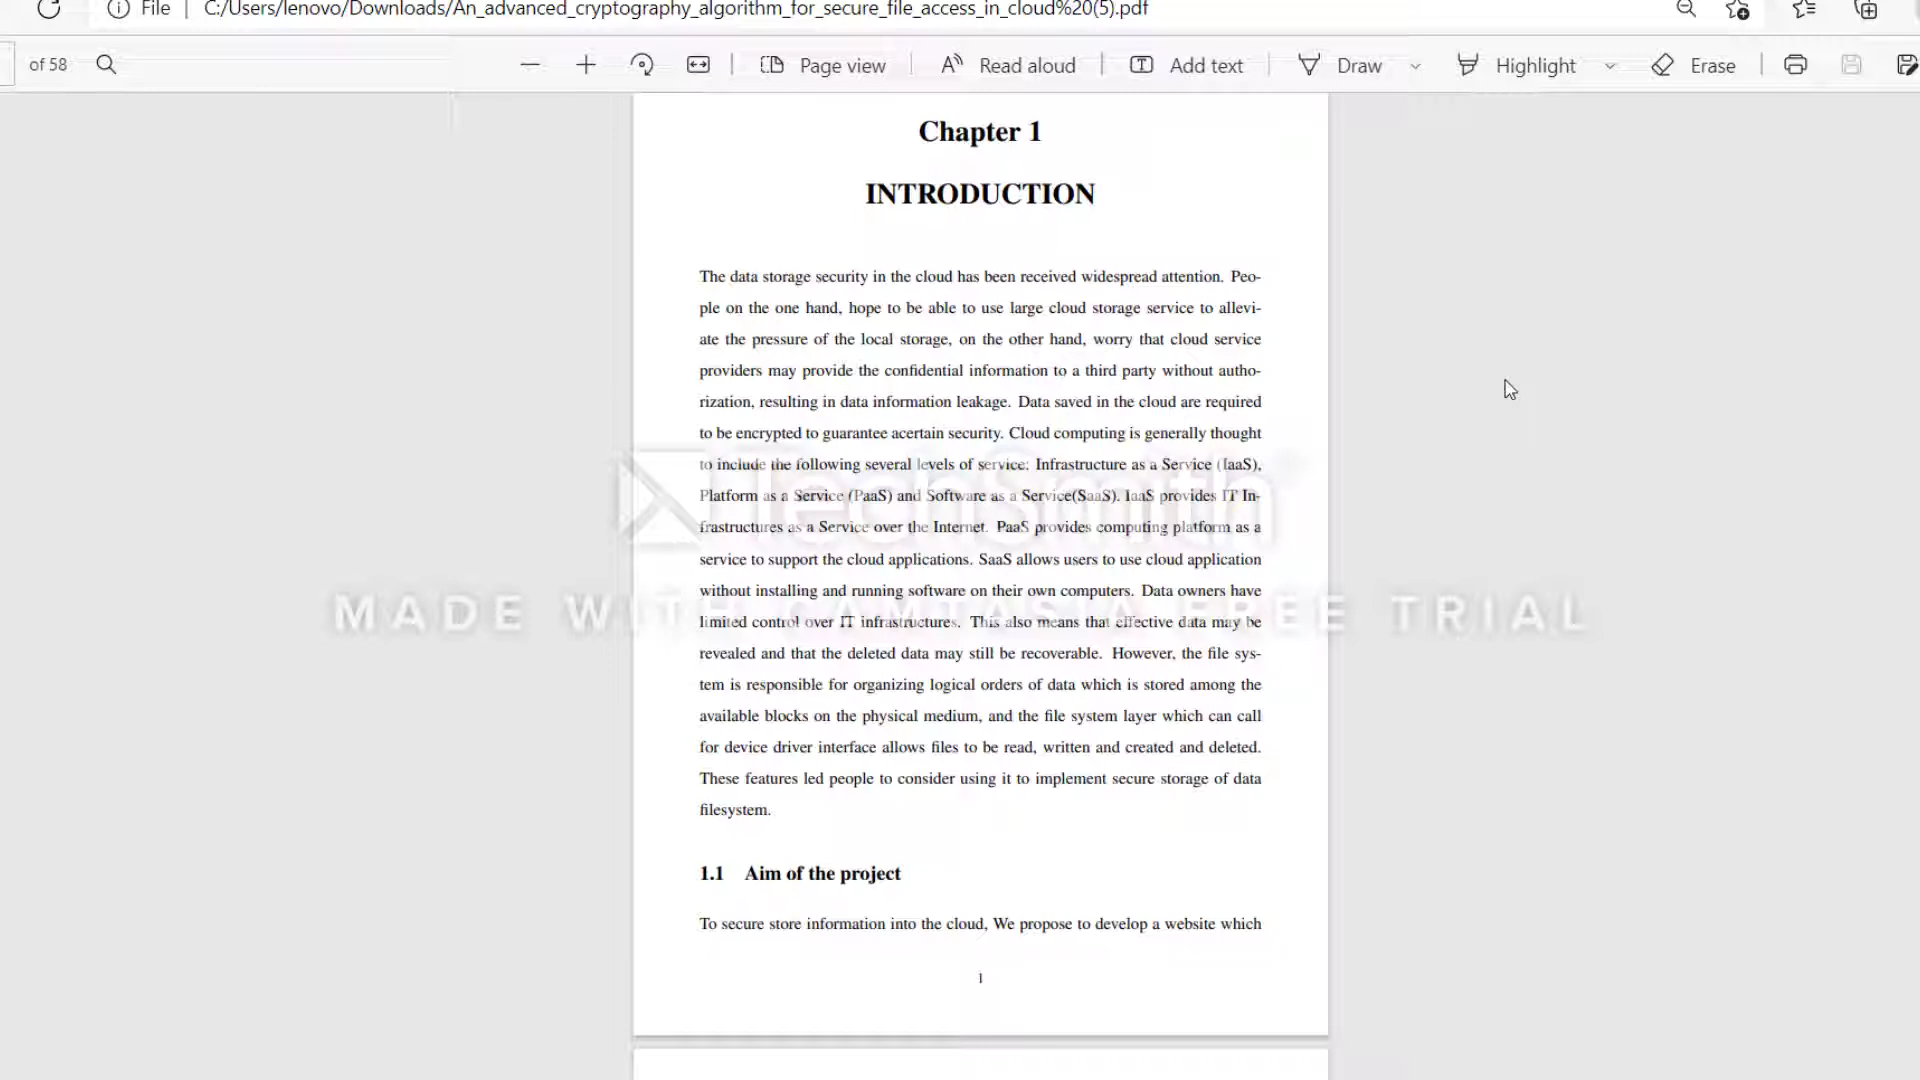 File C:/Users/lenovo/Downloads/An_advanced_cryptography_algorithm_for_secure_file_access_in_cloud%20(5).pdf
of 58 Page view Read aloud Add text Draw Highlight Erase
Chapter 1
INTRODUCTION
The data storage security in the cloud has been received widespread attention. Peo-
ple on the one hand, hope to be able to use large cloud storage service to allevi-
ate the pressure of the local storage, on the other hand, worry that cloud service
providers may provide the confidential information to a third party without autho-
rization, resulting in data information leakage. Data saved in the cloud are required
to be encrypted to guarantee acertain security. Cloud computing is generally thought
to include the following several levels of service: Infrastructure as a Service (IaaS),
Platform as a Service (PaaS) and Software as a Service(SaaS). IaaS provides IT In-
frastructures as a Service over the Internet. PaaS provides computing platform as a
service to support the cloud applications. SaaS allows users to use cloud application
without installing and running software on their own computers. Data owners have
limited control over IT infrastructures. This also means that effective data may be
revealed and that the deleted data may still be recoverable. However, the file sys-
tem is responsible for organizing logical orders of data which is stored among the
available blocks on the physical medium, and the file system layer which can call
for device driver interface allows files to be read, written and created and deleted.
These features led people to consider using it to implement secure storage of data
filesystem.
1.1 Aim of the project
To secure store information into the cloud, We propose to develop a website which
1
TechSmith
MADE WITH CAMTASIA FREE TRIAL